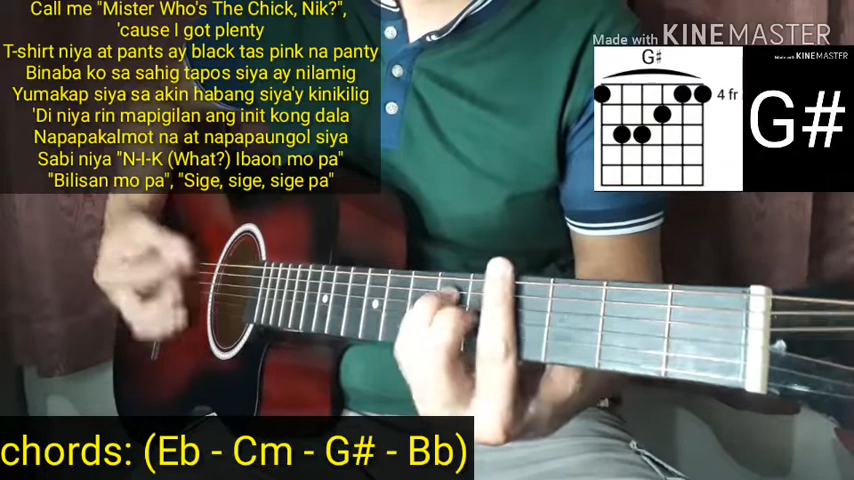 Call me "Mister Who's The Chick, Nik?",
'cause I got plenty
T-shirt niya at pants ay black tas pink na panty
Binaba ko sa sahig tapos siya ay nilamig
Yumakap siya sa akin habang siya'y kinikilig
'Di niya rin mapigilan ang init kong dala
Napapakalmot na at napapaungol siya
Sabi niya "N-I-K (What?) Ibaon mo pa"
"Bilisan mo pa", "Sige, sige, sige pa"
Made with KINEMASTER
Made with KINEMASTER
G#
4 fr
G#
chords: (Eb - Cm - G# - Bb)